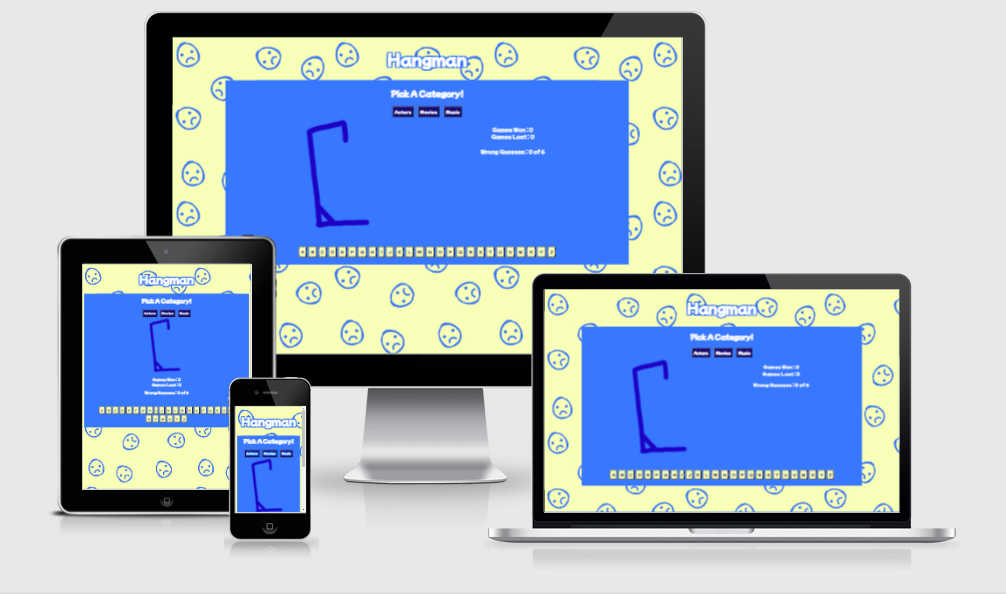 Hangman
Pick A Category!
Actors Movies Music
Games Won : 0
Games Lost : 0
Wrong Guesses : 0 of 6
A B C D E F G H I J K L M N O P Q R S T U V W X Y Z
Hangman
Pick A Category!
Actors Movies Music
Games Won : 0
Games Lost : 0
Wrong Guesses : 0 of 6
Hangman
Pick A Category!
Actors Movies Music
Hangman
Pick A Category!
Actors Movies Music
Games Won : 0
Games Lost : 0
Wrong Guesses : 0 of 6
A B C D E F G H I J K L M N O P Q R S T U V W X Y Z